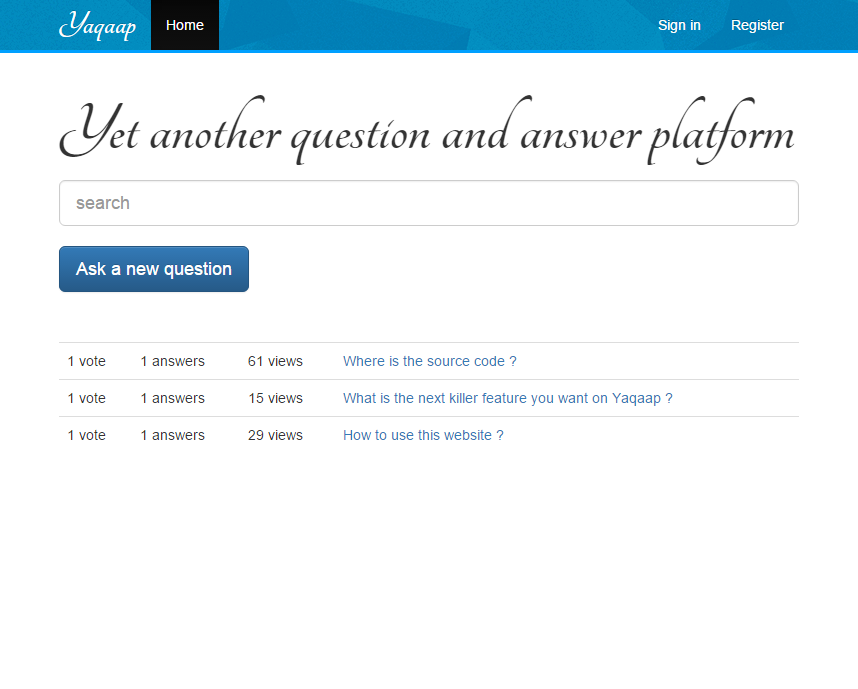 Yaqaap Home Sign in Register
Yet another question and answer platform
search
Ask a new question
1 vote 1 answers 61 views Where is the source code ?
1 vote 1 answers 15 views What is the next killer feature you want on Yaqaap ?
1 vote 1 answers 29 views How to use this website ?